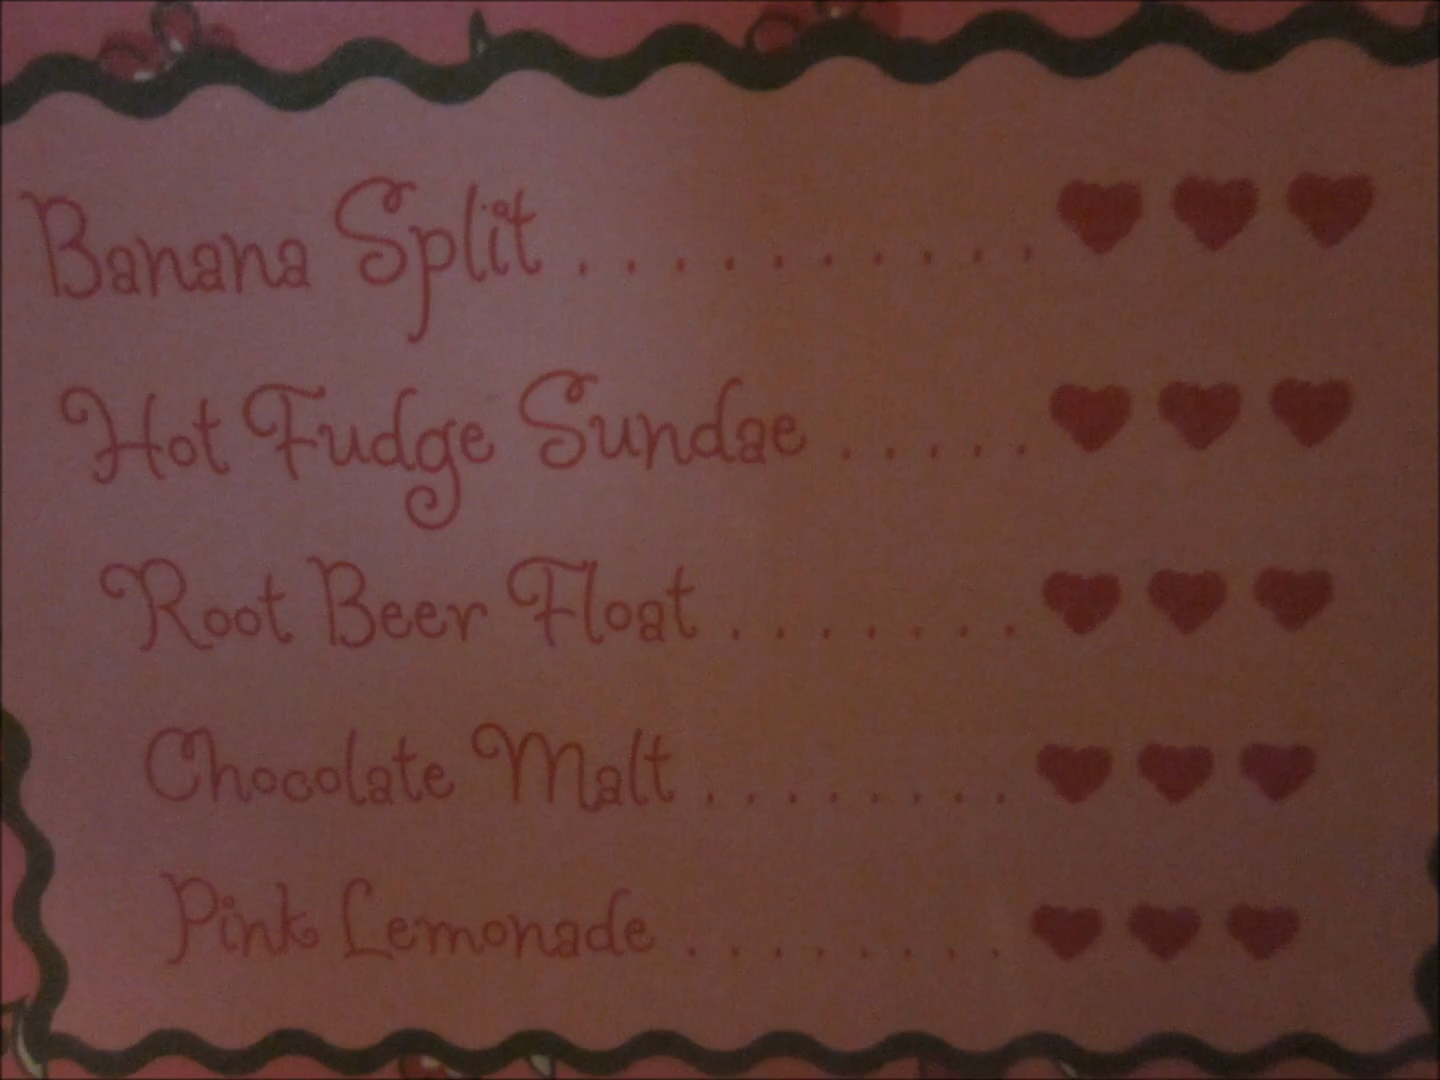 Banana Split . . . . . . . . . .
Hot Fudge Sundae . . . . .
Root Beer Float . . . . . . .
Chocolate Malt . . . . . . . .
Pink Lemonade . . . . . . . .